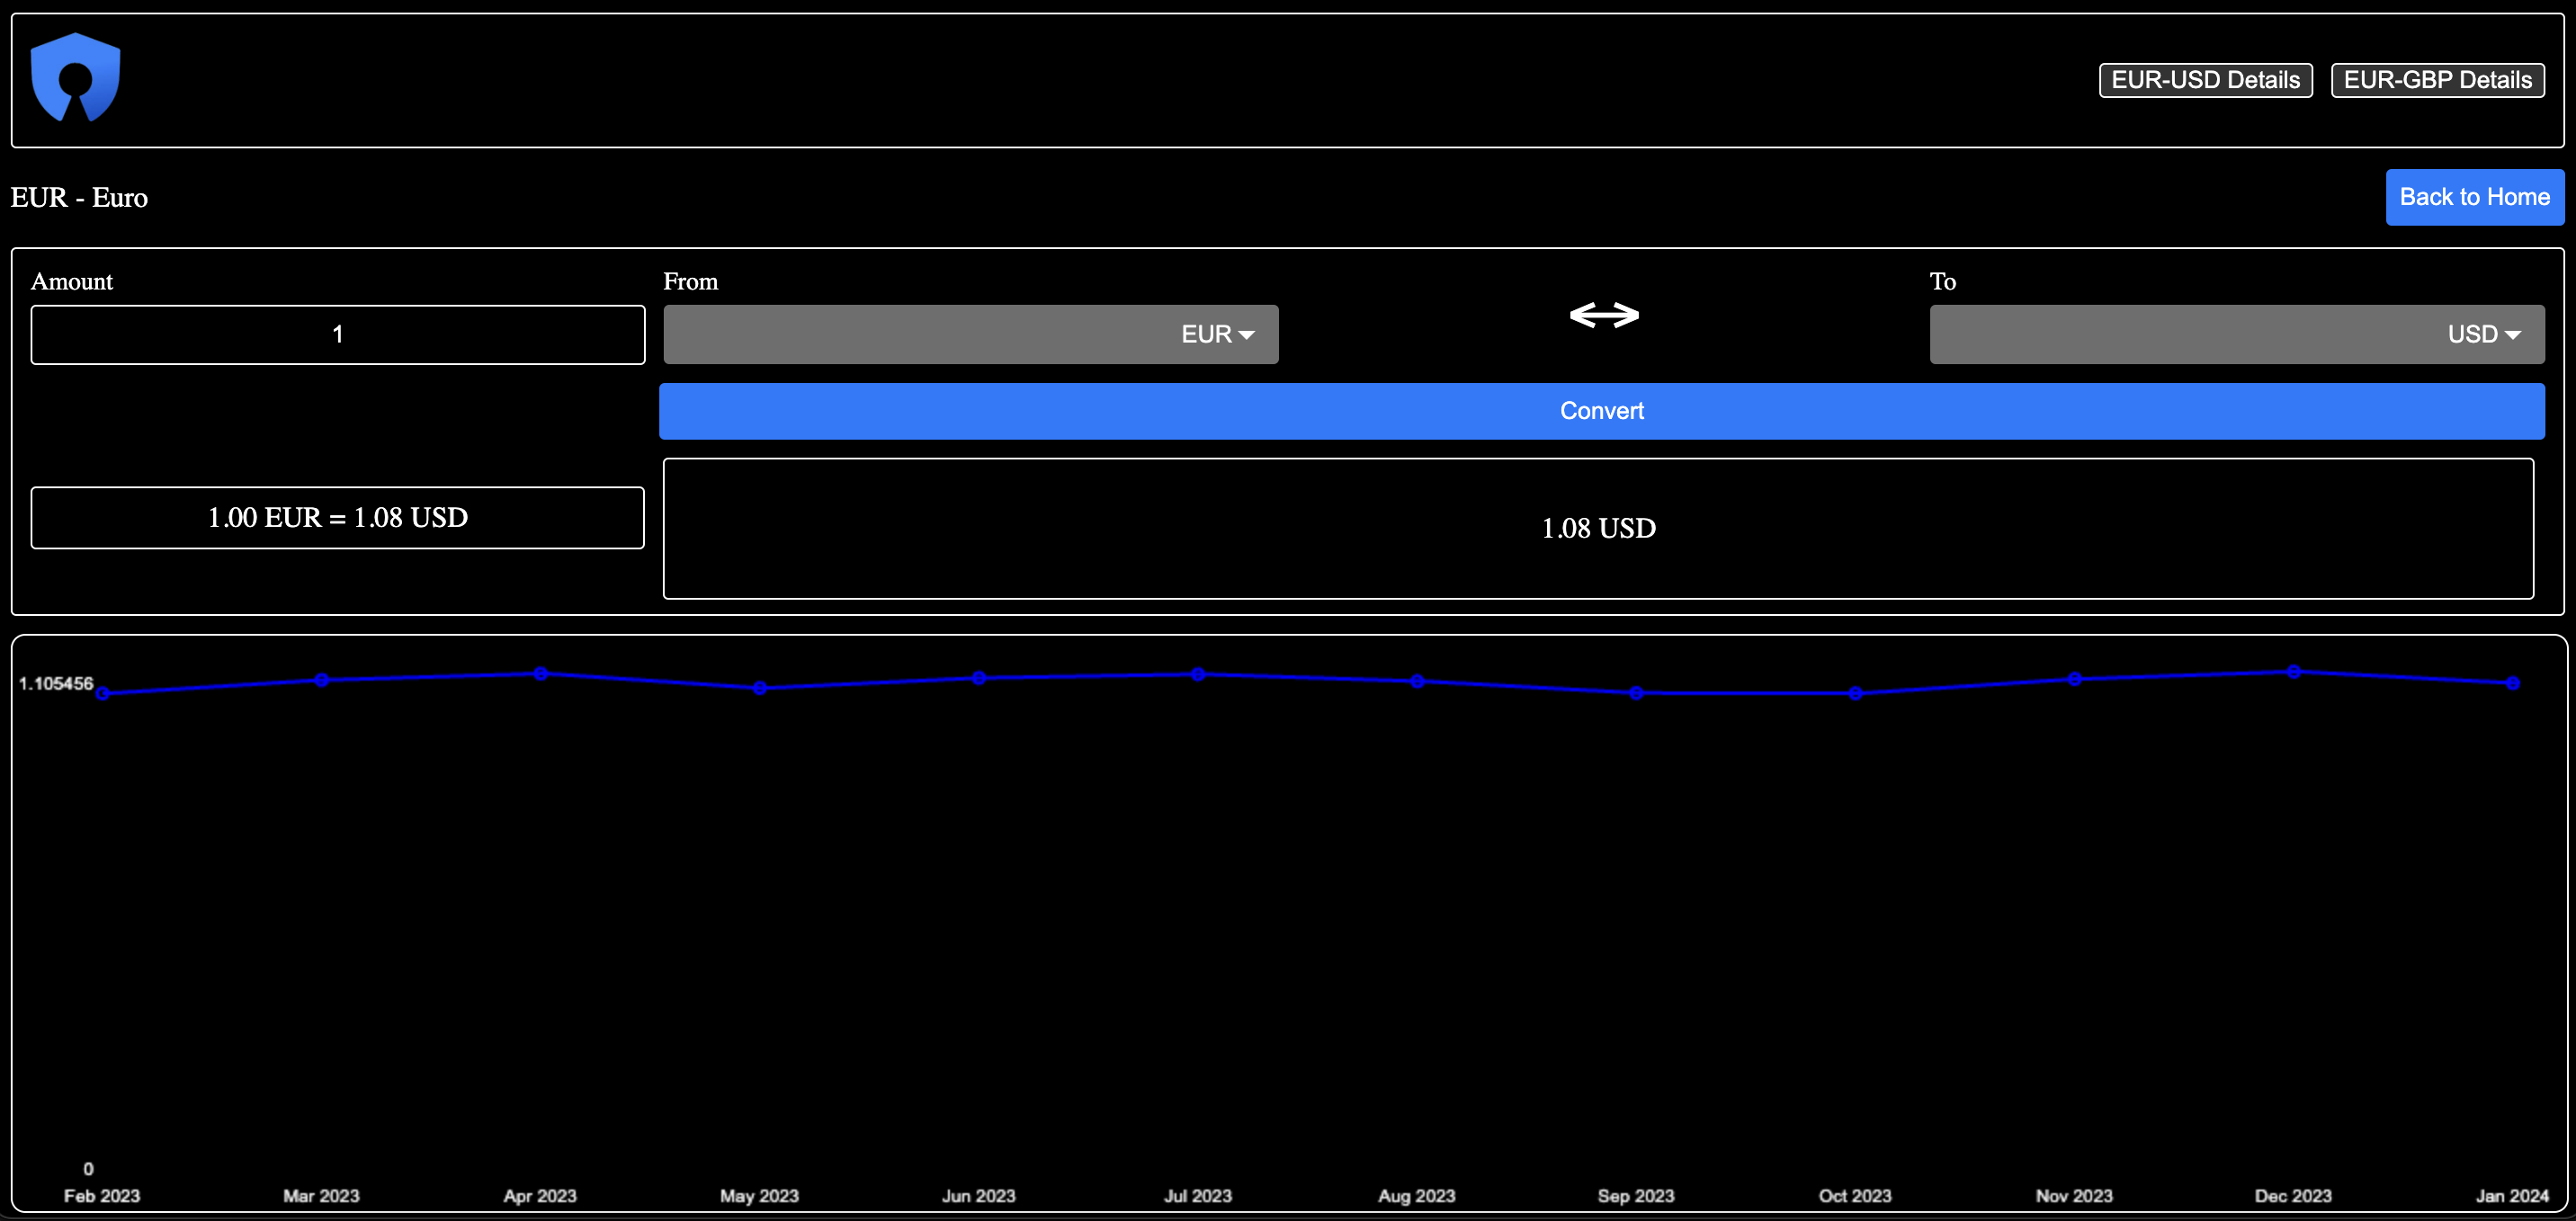 EUR-USD Details EUR-GBP Details
EUR - Euro Back to Home
Amount From To
1 EUR USD
Convert
1.00 EUR = 1.08 USD 1.08 USD
1.105456
0
Feb 2023 Mar 2023 Apr 2023 May 2023 Jun 2023 Jul 2023 Aug 2023 Sep 2023 Oct 2023 Nov 2023 Dec 2023 Jan 2024